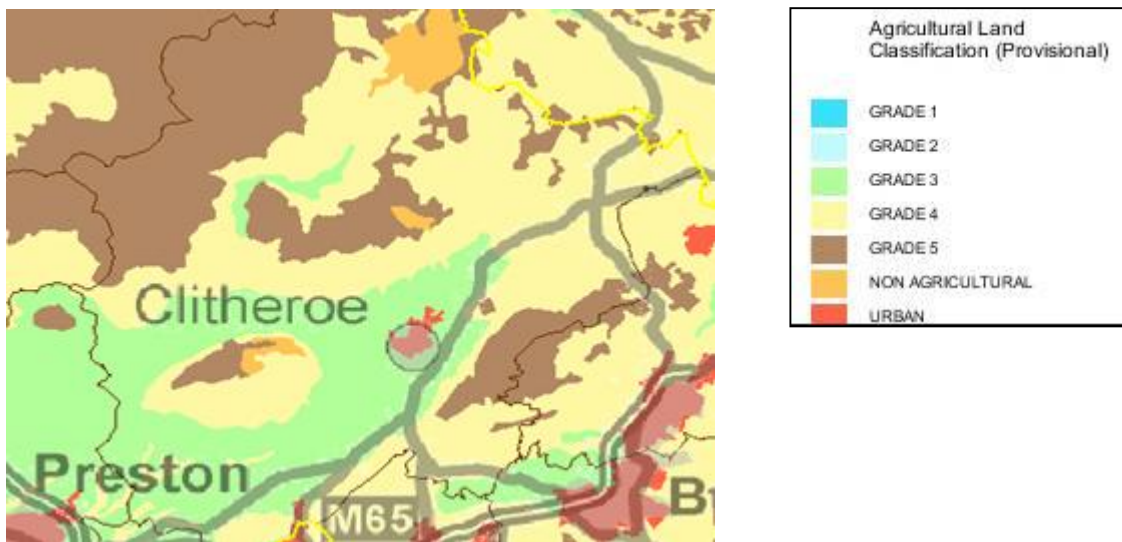 Clitheroe
Preston
M65
Agricultural Land
Classification (Provisional)
GRADE 1
GRADE 2
GRADE 3
GRADE 4
GRADE 5
NON AGRICULTURAL
URBAN